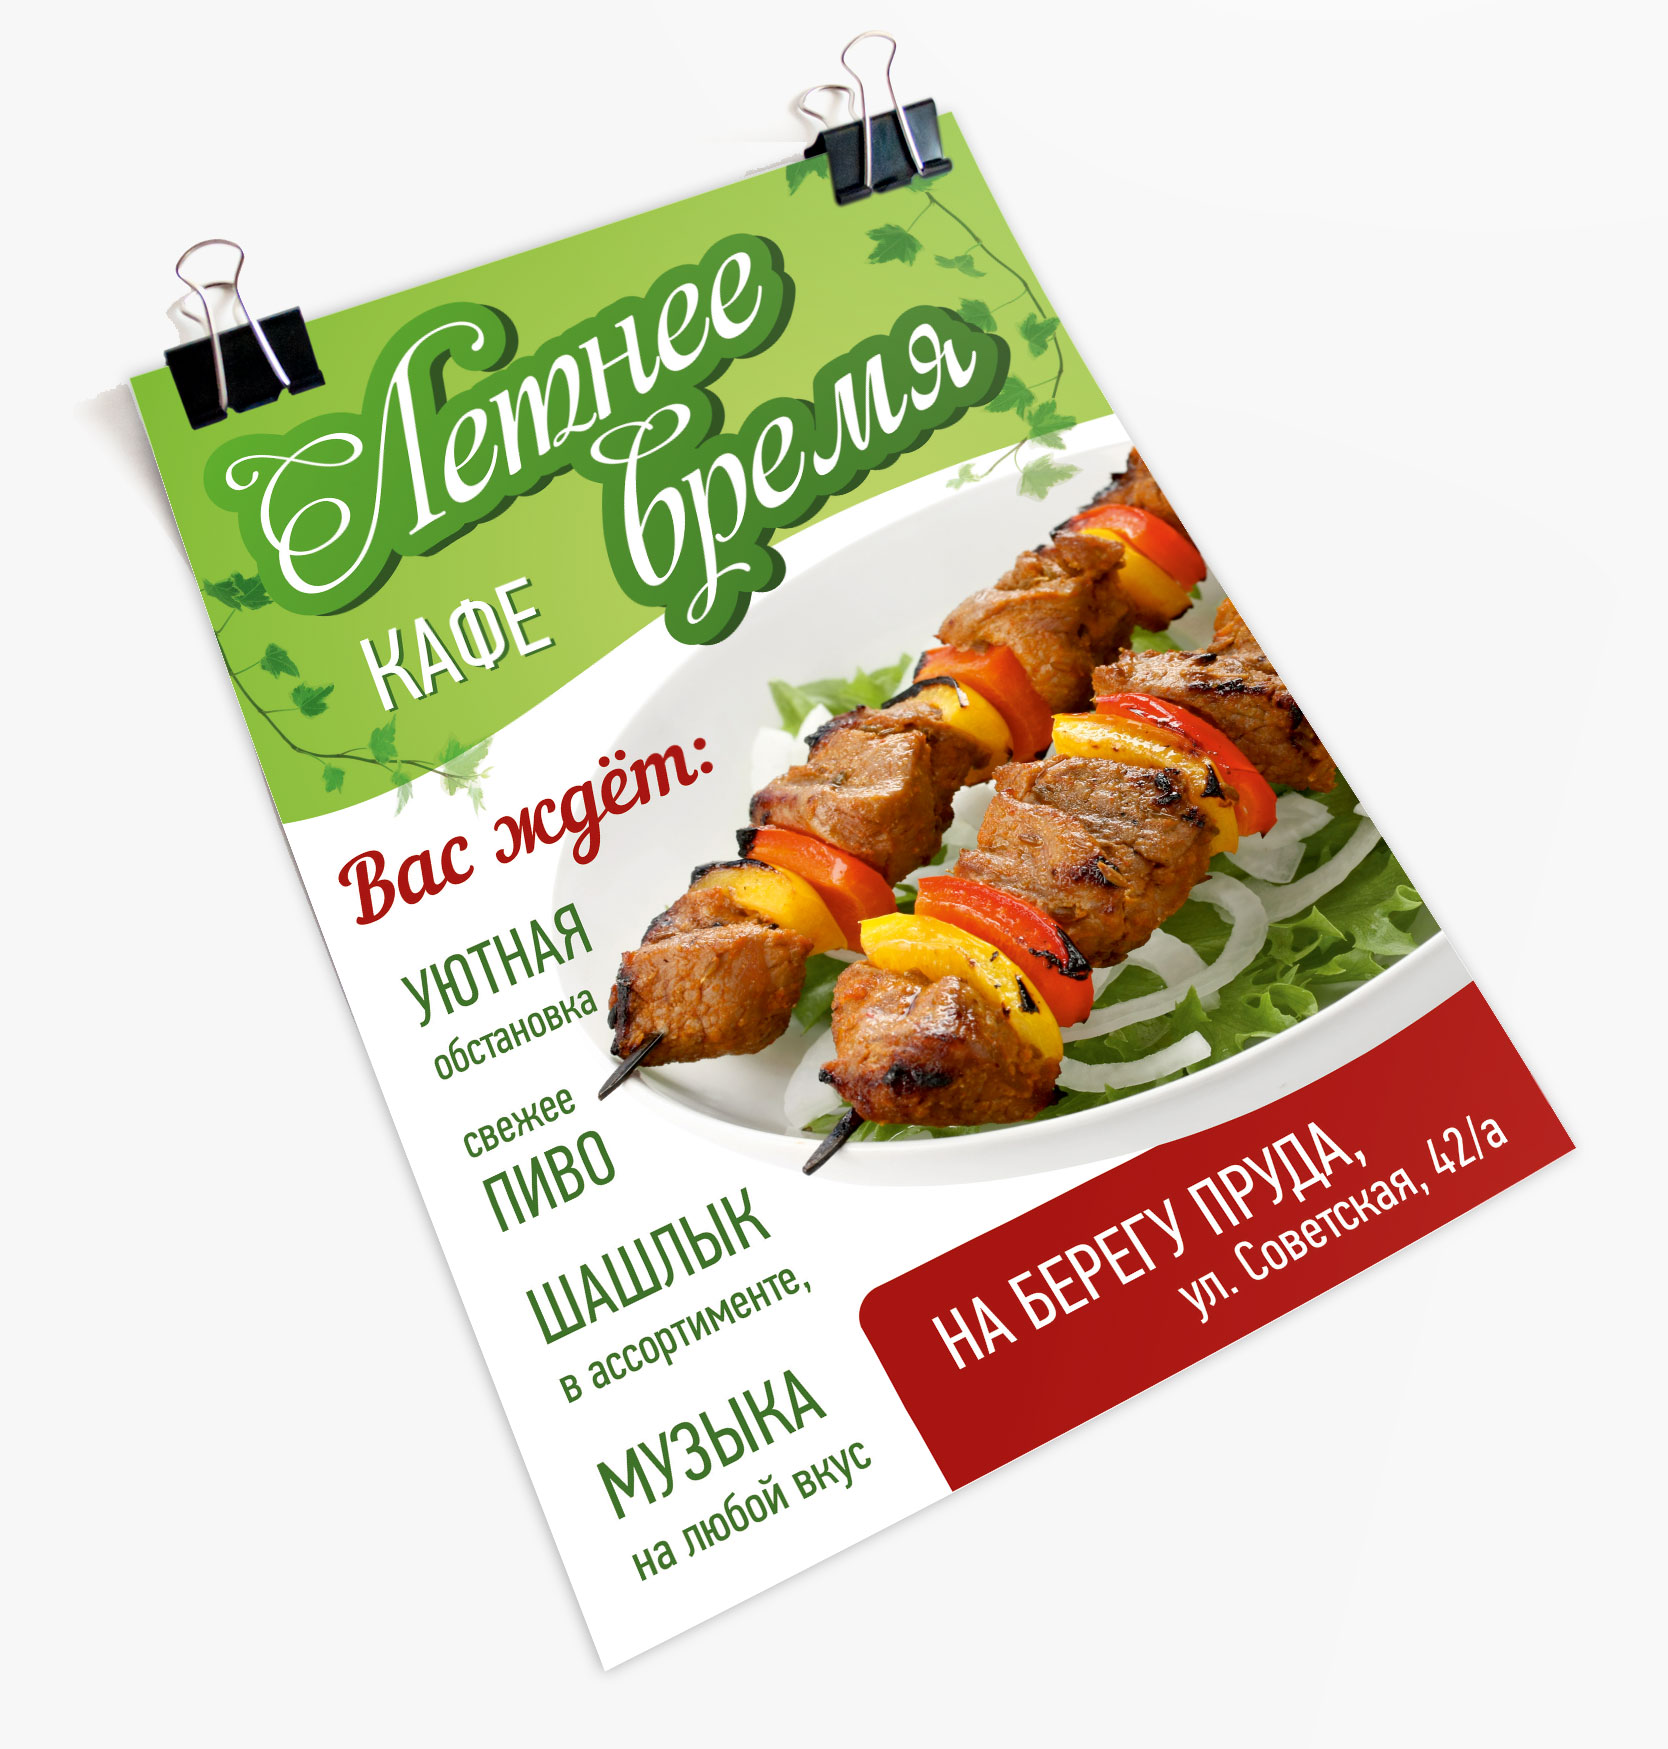 Летнее
время
КАФЕ
Вас ждёт:
УЮТНАЯ
обстановка
свежее
ПИВО
ШАШЛЫК
в ассортименте,
МУЗЫКА
на любой вкус
НА БЕРЕГУ ПРУДА,
ул. Советская, 42/а